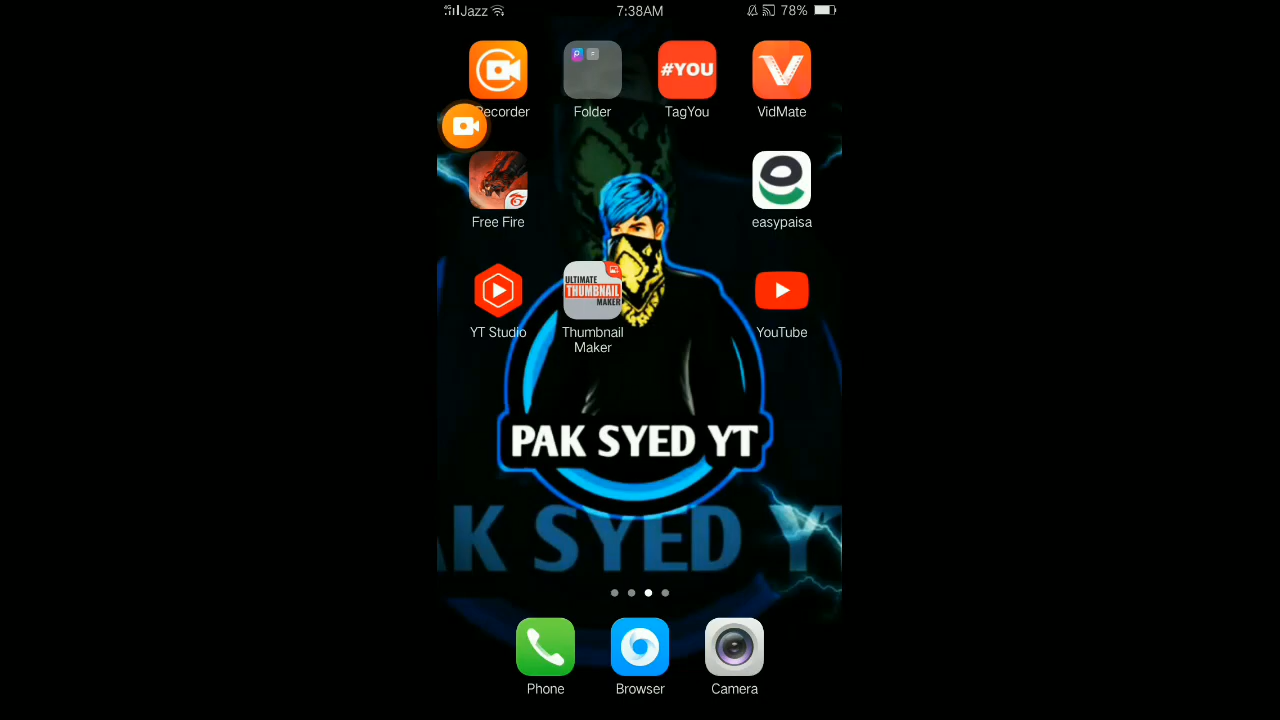 Jazz
7:38AM
78%
Recorder
Folder
#YOU
TagYou
VidMate
Free Fire
easypaisa
YT Studio
ULTIMATE
THUMBNAIL
MAKER
Thumbnail
Maker
YouTube
PAK SYED YT
AK SYED Y
Phone
Browser
Camera